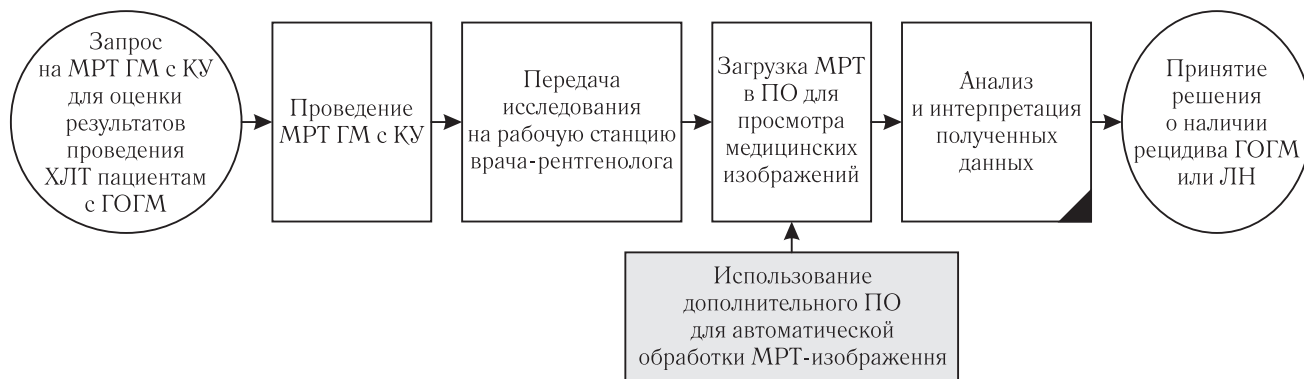 Запрос
на МРТ ГМ с КУ
для оценки
результатов
проведения
ХЛТ пациентам
с ГОГМ
Проведение
МРТ ГМ с КУ
Передача
исследования
на рабочую станцию
врача-рентгенолога
Загрузка МРТ
в ПО для
просмотра
медицинских
изображений
Анализ
и интерпретация
полученных
данных
Принятие
решения
о наличии
рецидива ГОГМ
или ЛН
Использование
дополнительного ПО
для автоматической
обработки МРТ-изображення